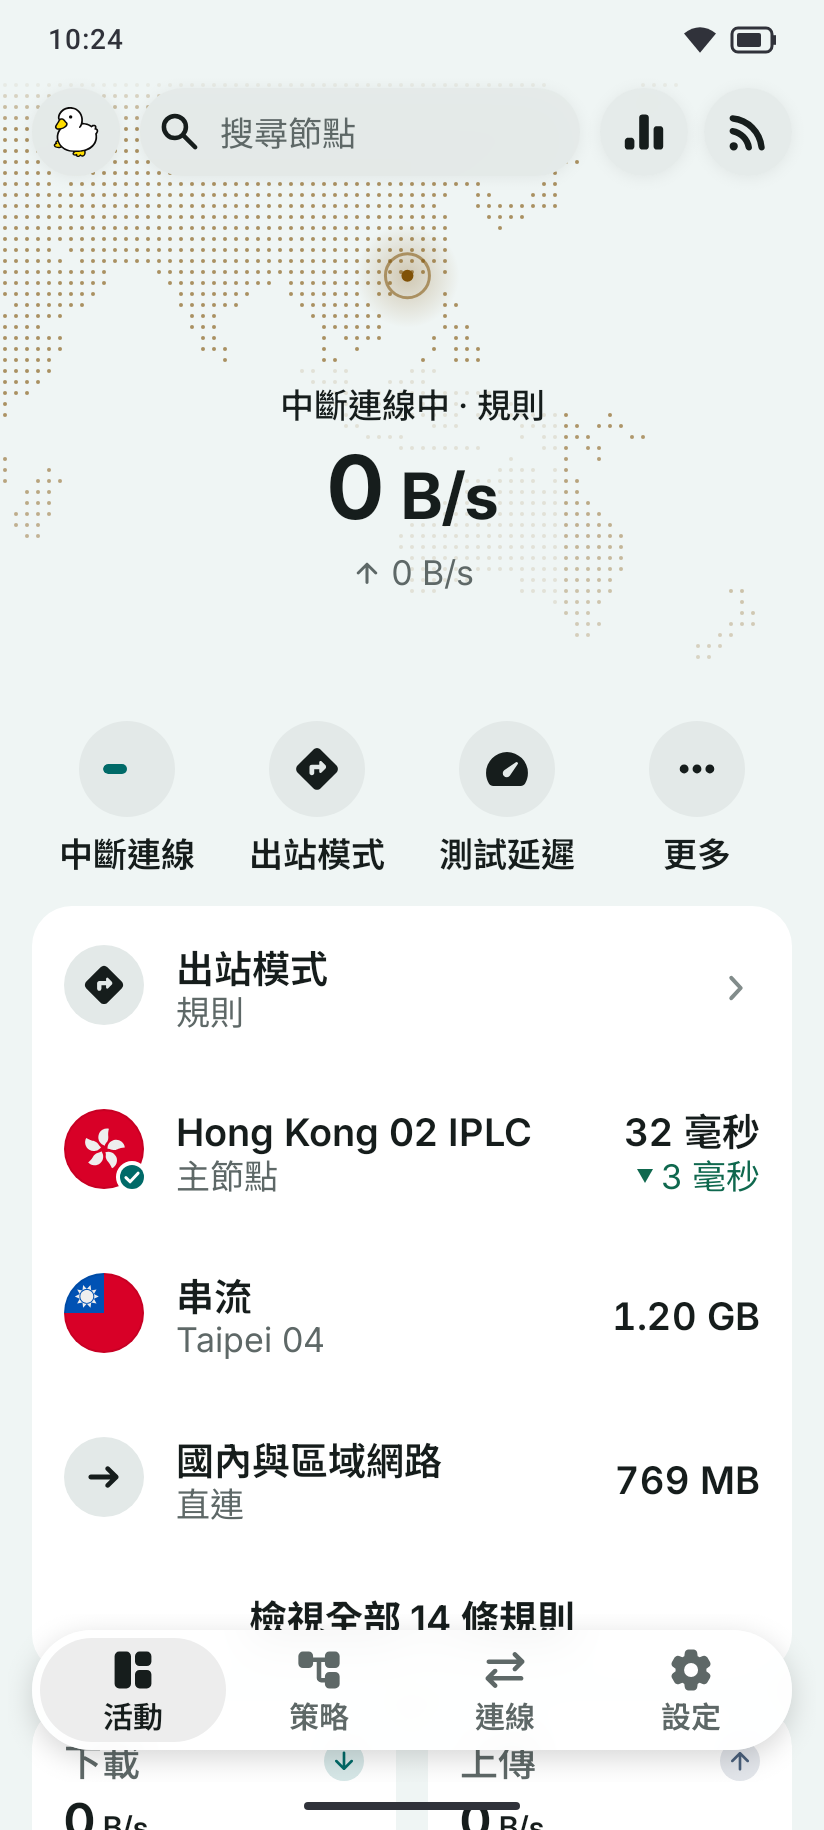 10:24
搜尋節點
中斷連線中 · 規則
0 B/s
↑ 0 B/s
中斷連線
出站模式
測試延遲
更多
出站模式
規則
Hong Kong 02 IPLC
32 毫秒
主節點
▼3 毫秒
串流
Taipei 04
1.20 GB
國內與區域網路
直連
769 MB
檢視全部 14 條規則
活動
策略
連線
設定
下載
上傳
0 B/s
0 B/s